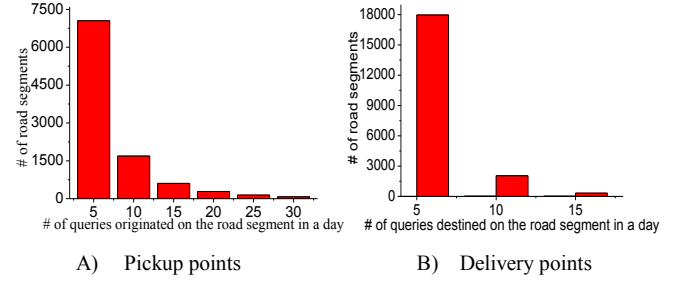 7500
6000
4500
3000
1500
0
# of road segments
5 10 15 20 25 30
# of queries originated on the road segment in a day
A) Pickup points
18000
15000
12000
9000
6000
3000
0
# of road segments
5 10 15
# of queries destined on the road segment in a day
B) Delivery points